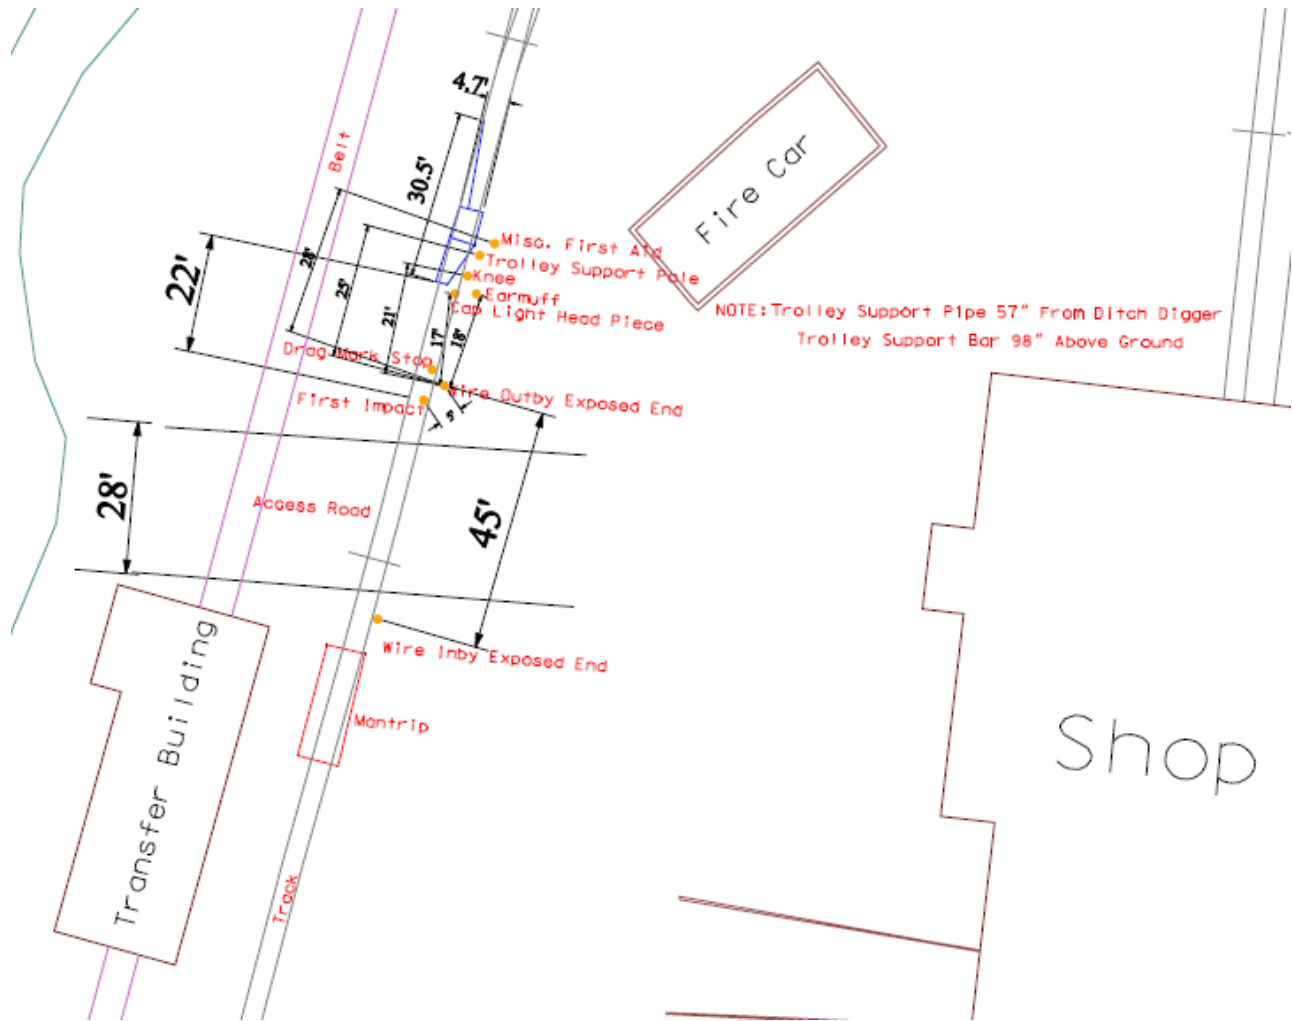 4.7'
Belt
30.5'
Fire Car
Misc. First Aid
Trolley Support Pole
Knee
Earmuff
Cap Light Head Piece
28'
25'
22'
21'
17'
18'
NOTE: Trolley Support Pipe 57" From Ditch Digger
Trolley Support Bar 98" Above Ground
Drag Mark Stop
Wire Outby Exposed End
First Impact
28'
Access Road
45'
Wire Inby Exposed End
Transfer Building
Mantrip
Shop
Track